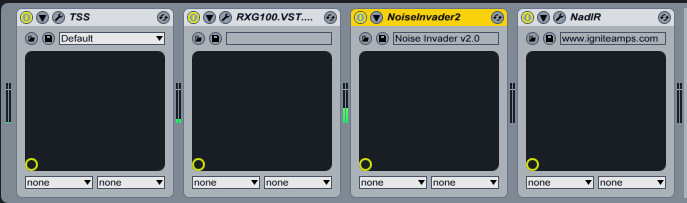 TSS
RXG100.VST....
NoiseInvader2
NadIR
Default
Noise Invader v2.0
www.igniteamps.com
none none
none none
none none
none none